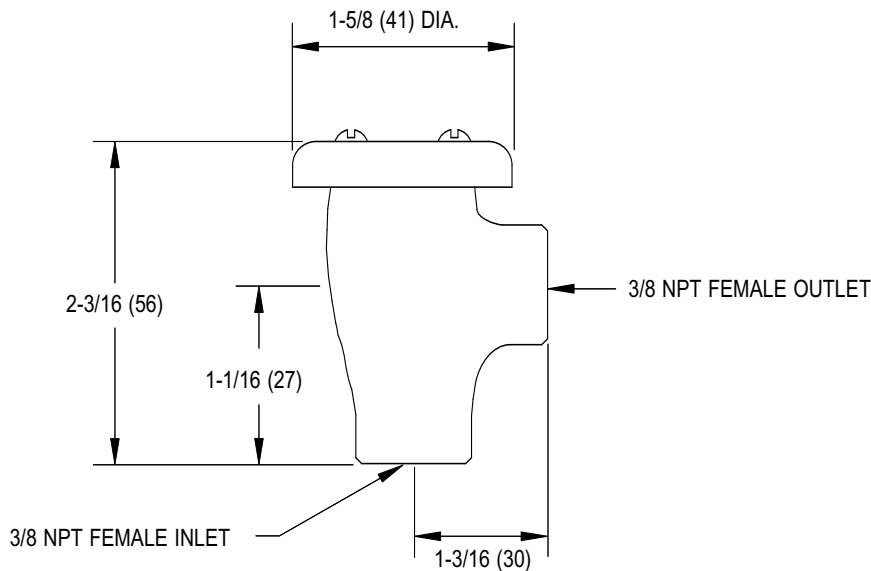 1-5/8 (41) DIA.
2-3/16 (56)
3/8 NPT FEMALE OUTLET
1-1/16 (27)
3/8 NPT FEMALE INLET
1-3/16 (30)